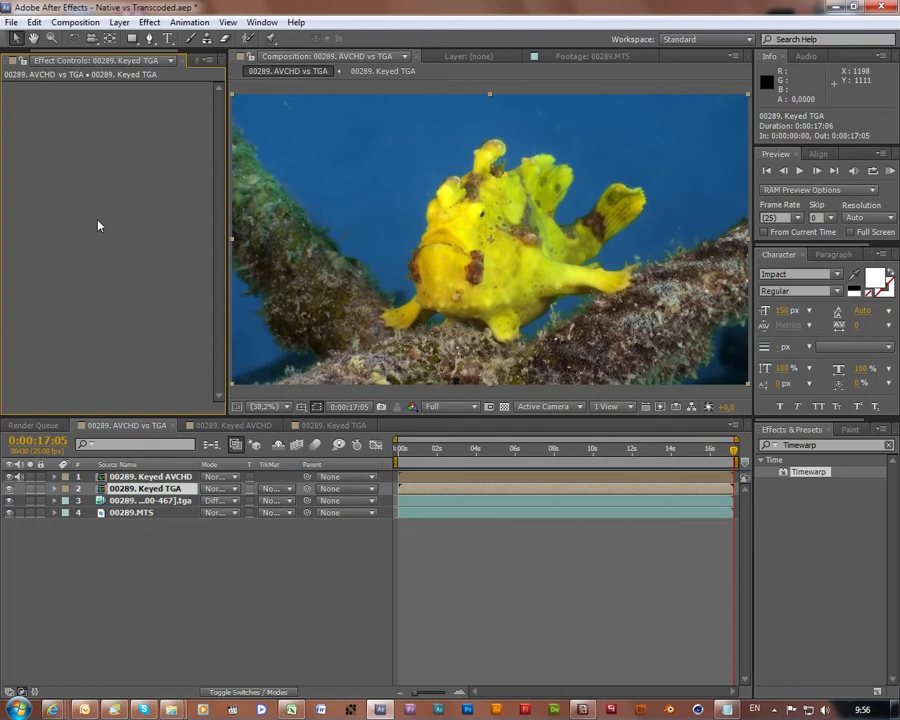 Adobe After Effects - Native vs Transcoded.aep *
File Edit Composition Layer Effect Animation View Window Help
Workspace: Standard Search Help
Effect Controls: 00289. Keyed TGA
00289. AVCHD vs TGA • 00289. Keyed TGA
Composition: 00289. AVCHD vs TGA Layer: (none) Footage: 00289.MTS
00289. AVCHD vs TGA 00289. Keyed TGA
Info Audio
R : X : 1198
G : Y : 1111
B :
A : 0,0000
00289. Keyed TGA
Duration: 0:00:17:06
In: 0:00:00:00, Out: 0:00:17:05
Preview Align
RAM Preview Options
Frame Rate Skip Resolution
(25) 0 Auto
From Current Time Full Screen
Character Paragraph
Impact
Regular
150 px Auto
Metrics 0
- px
100 % 100 %
0 px 0 %
T T TT Tr T' T,
(38,2%) 0:00:17:05 Full Active Camera 1 View +0,0
Render Queue 00289. AVCHD vs TGA 00289. Keyed AVCHD 00289. Keyed TGA
0:00:17:05
00430 (25.00 fps)
Source Name Mode T TrkMat Parent
02s 04s 06s 08s 10s 12s 14s 16s
1 00289. Keyed AVCHD Nor... None
2 00289. Keyed TGA Nor... No... None
3 00289. ...00-467].tga Diff... No... None
4 00289.MTS Nor... No... None
Toggle Switches / Modes
Effects & Presets Paint
Timewarp
Time
Timewarp
EN 9:56